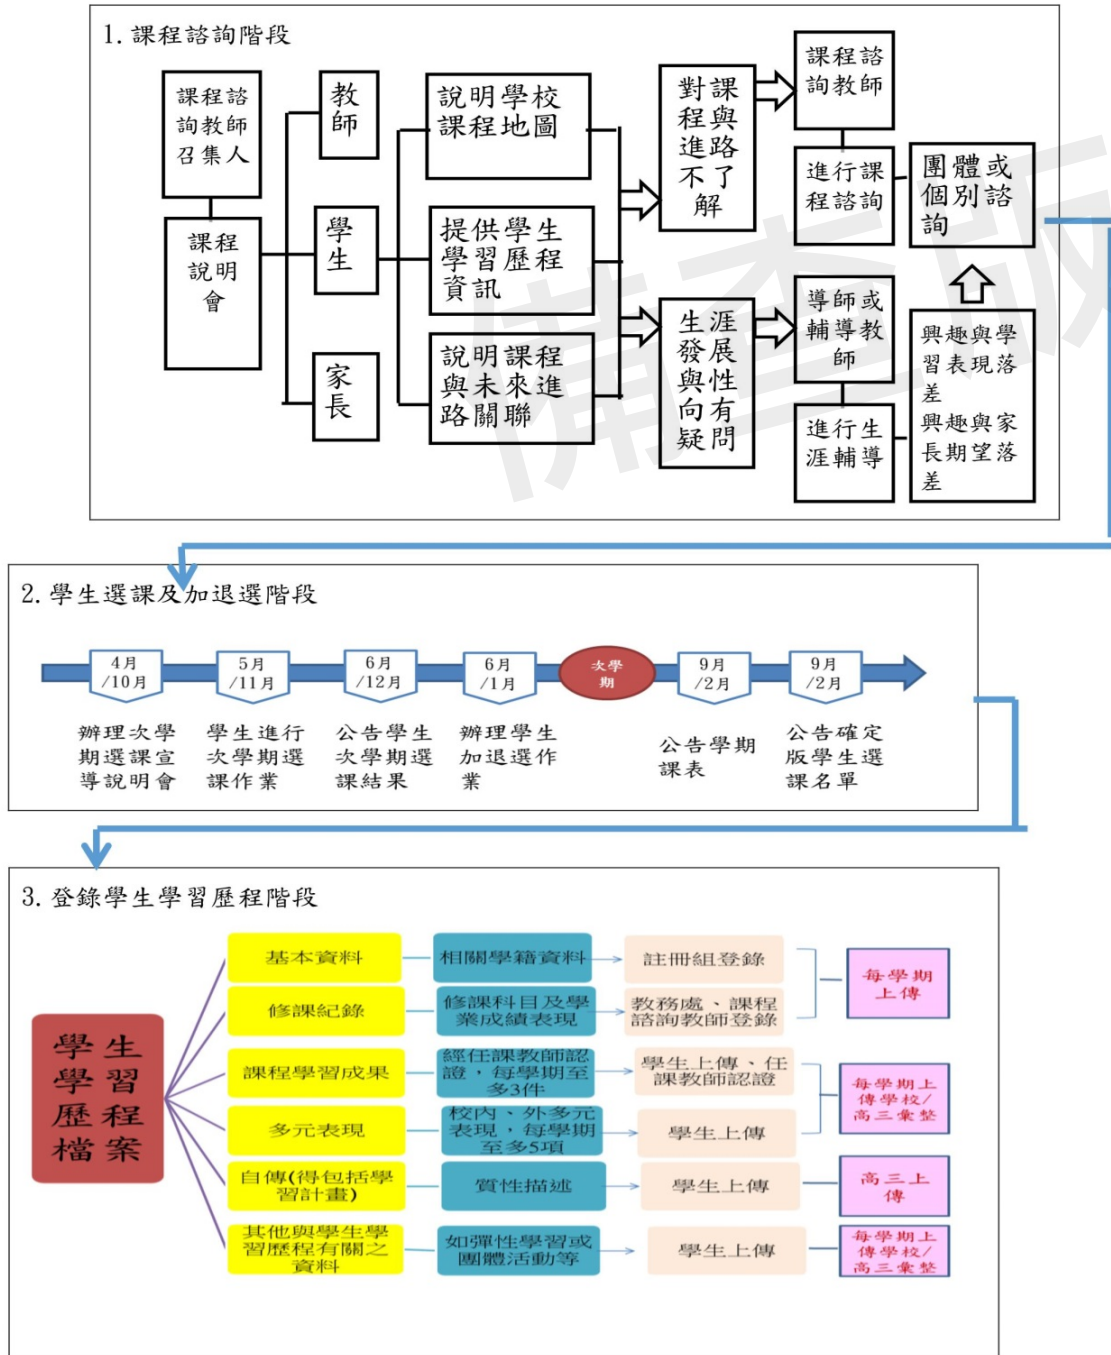 1. 課程諮詢階段
課程諮
詢教師
召集人
課程
說明
會
教
師
學
生
家
長
說明學校
課程地圖
提供學生
學習歷程
資訊
說明課程
與未來進
路關聯
對課
程與
進路
不了
解
生涯
發展
與性
向有
疑問
課程諮
詢教師
進行課
程諮詢
團體或
個別諮
詢
導師或
輔導教
師
進行生
涯輔導
興趣與學
習表現落
差
興趣與家
長期望落
差
備查版
2. 學生選課及加退選階段
4月
/10月
5月
/11月
6月
/12月
6月
/1月
次學
期
9月
/2月
9月
/2月
辦理次學
期選課宣
導說明會
學生進行
次學期選
課作業
公告學生
次學期選
課結果
辦理學生
加退選作
業
公告學期
課表
公告確定
版學生選
課名單
3. 登錄學生學習歷程階段
學生
學習
歷程
檔案
基本資料
相關學籍資料
註冊組登錄
修課紀錄
修課科目及學
業成績表現
教務處、課程
諮詢教師登錄
每學期
上傳
課程學習成果
經任課教師認
證，每學期至
多3件
學生上傳、任
課教師認證
多元表現
校內、外多元
表現，每學期
至多5項
學生上傳
每學期上
傳學校/
高三彙整
自傳(得包括學
習計畫)
質性描述
學生上傳
高三上
傳
其他與學生學
習歷程有關之
資料
如彈性學習或
團體活動等
學生上傳
每學期上
傳學校/
高三彙整